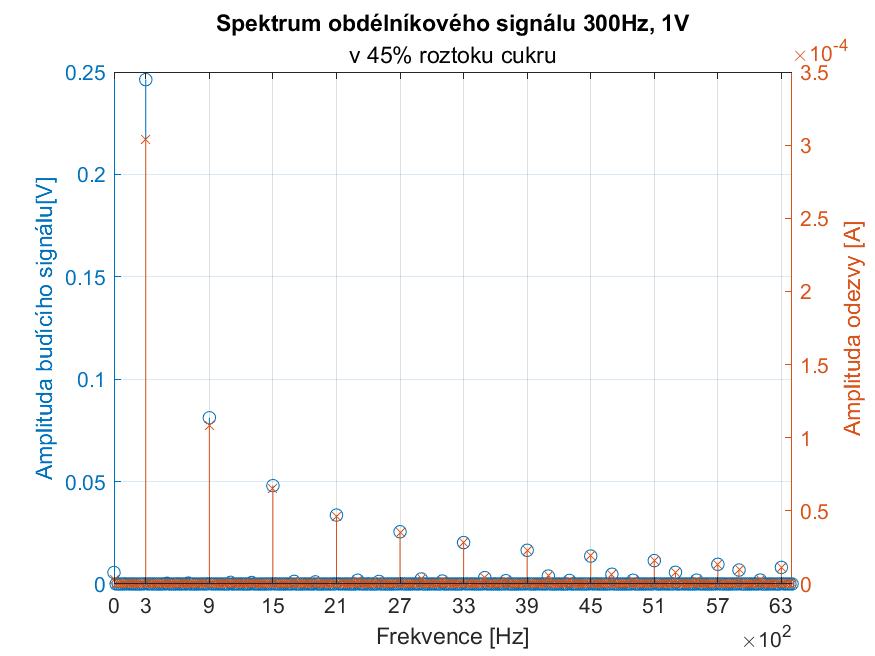 Spektrum obdélníkového signálu 300Hz, 1V
v 45% roztoku cukru
×10^-4
0.25
0.2
0.15
0.1
0.05
0
Amplituda budícího signálu[V]
3.5
3
2.5
2
1.5
1
0.5
0
Amplituda odezvy [A]
0 3 9 15 21 27 33 39 45 51 57 63
Frekvence [Hz]
×10^2